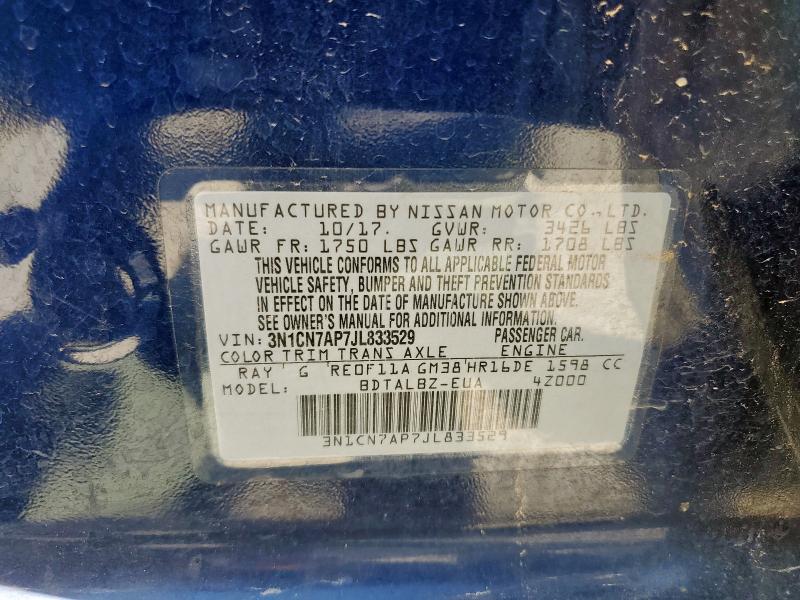 MANUFACTURED BY NISSAN MOTOR CO., LTD.
DATE: 10/17. GVWR: 3426 LBS
GAWR FR: 1750 LBS GAWR RR: 1708 LBS
THIS VEHICLE CONFORMS TO ALL APPLICABLE FEDERAL MOTOR
VEHICLE SAFETY, BUMPER AND THEFT PREVENTION STANDARDS
IN EFFECT ON THE DATE OF MANUFACTURE SHOWN ABOVE.
SEE OWNER'S MANUAL FOR ADDITIONAL INFORMATION.
VIN: 3N1CN7AP7JL833529 PASSENGER CAR.
COLOR TRIM TRANS AXLE ENGINE
RAY G RE0F11A GM38 HR16DE 1598 CC
MODEL: BDTALBZ-EUA 4Z000
3N1CN7AP7JL833529